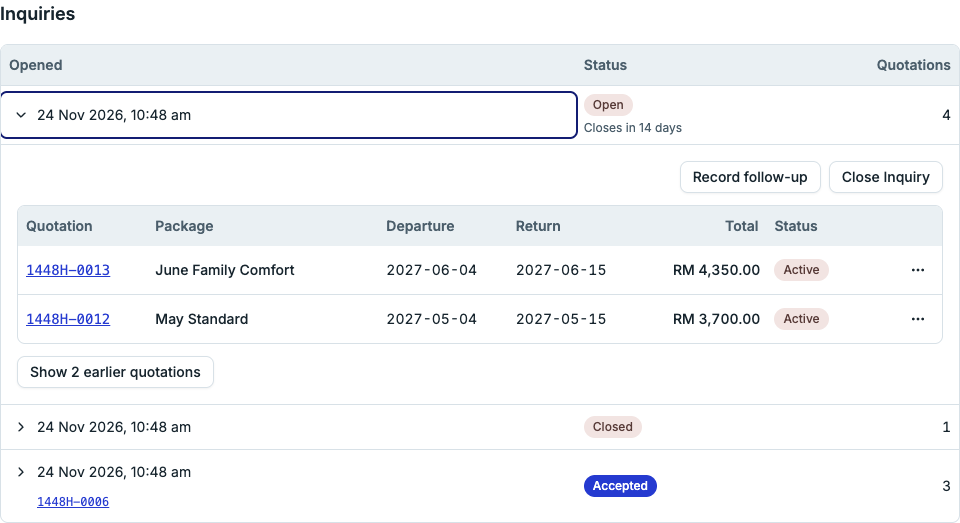 Inquiries
Opened Status Quotations
24 Nov 2026, 10:48 am Open 4
Closes in 14 days
Record follow-up Close Inquiry
Quotation Package Departure Return Total Status
1448H–0013 June Family Comfort 2027-06-04 2027-06-15 RM 4,350.00 Active ...
1448H–0012 May Standard 2027-05-04 2027-05-15 RM 3,700.00 Active ...
Show 2 earlier quotations
24 Nov 2026, 10:48 am Closed 1
24 Nov 2026, 10:48 am Accepted 3
1448H–0006